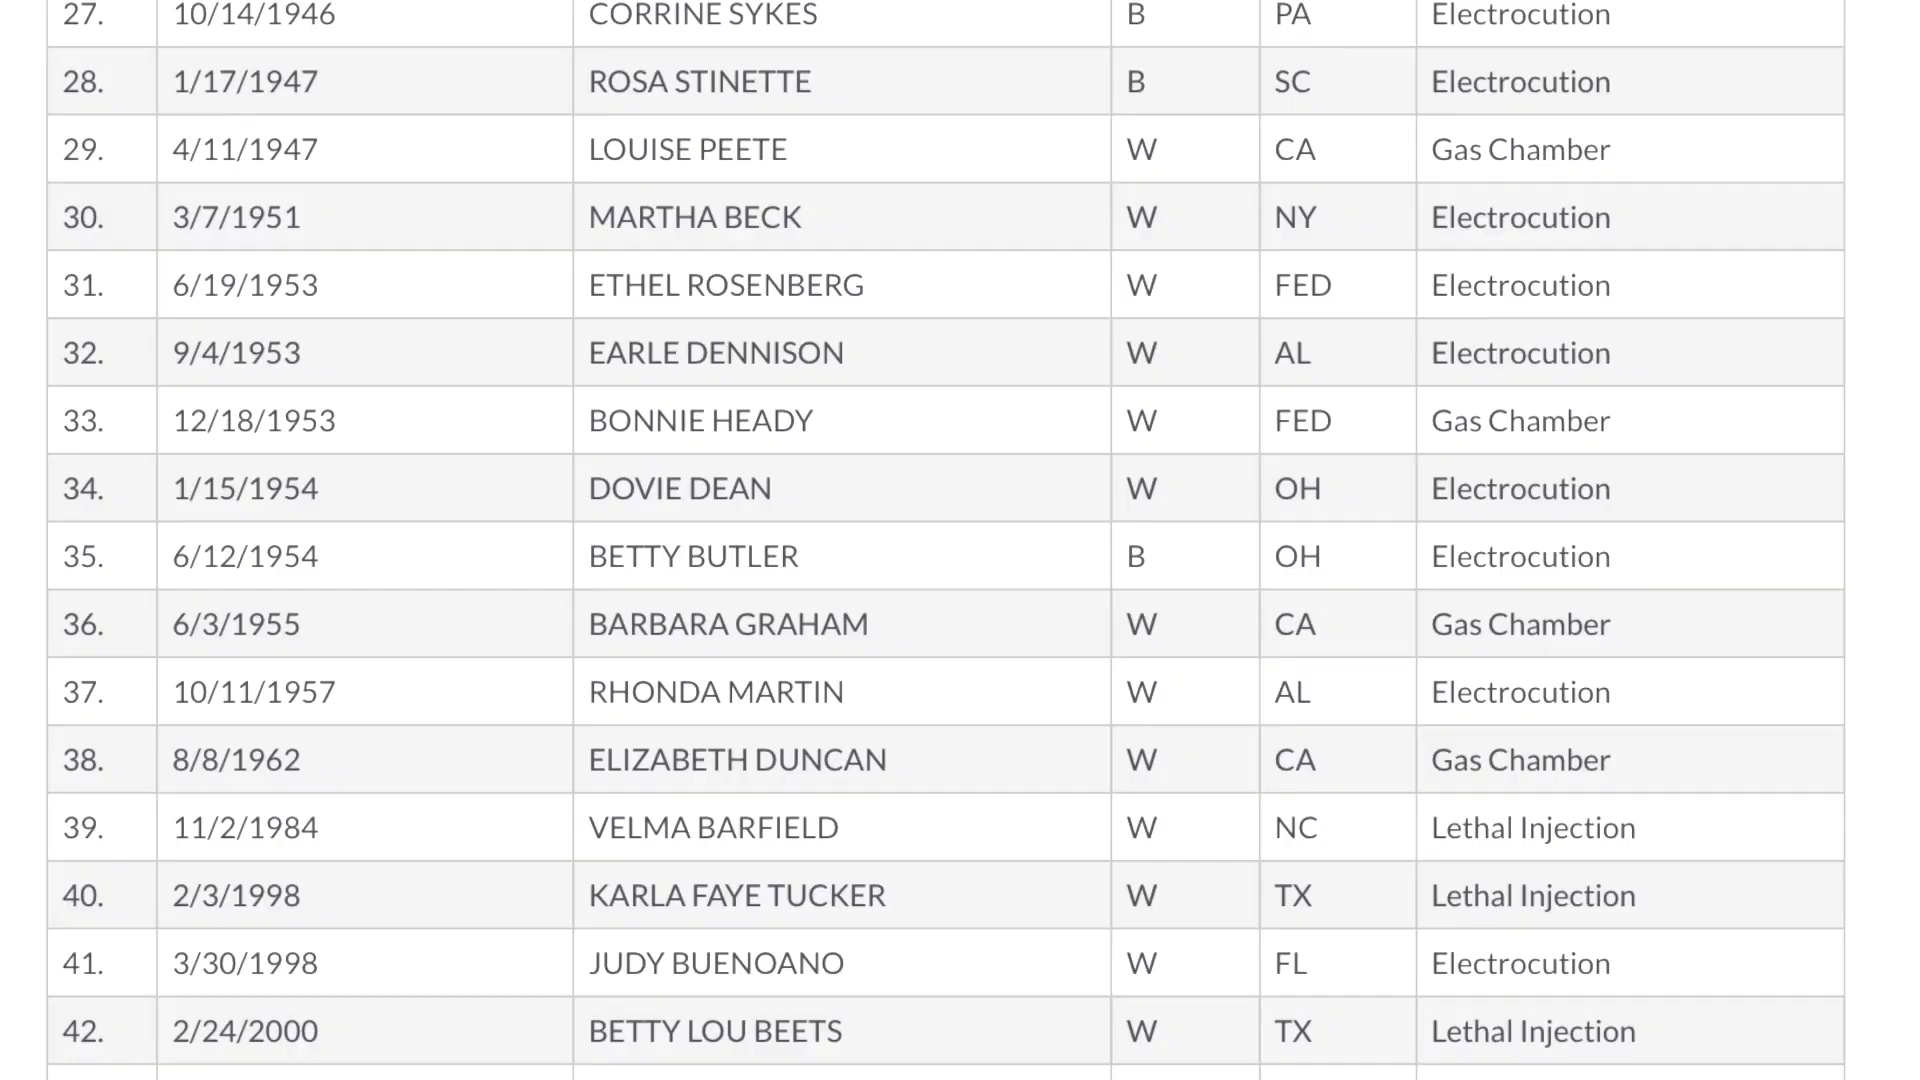 27. 10/14/1946 CORRINE SYKES B PA Electrocution
28. 1/17/1947 ROSA STINETTE B SC Electrocution
29. 4/11/1947 LOUISE PEETE W CA Gas Chamber
30. 3/7/1951 MARTHA BECK W NY Electrocution
31. 6/19/1953 ETHEL ROSENBERG W FED Electrocution
32. 9/4/1953 EARLE DENNISON W AL Electrocution
33. 12/18/1953 BONNIE HEADY W FED Gas Chamber
34. 1/15/1954 DOVIE DEAN W OH Electrocution
35. 6/12/1954 BETTY BUTLER B OH Electrocution
36. 6/3/1955 BARBARA GRAHAM W CA Gas Chamber
37. 10/11/1957 RHONDA MARTIN W AL Electrocution
38. 8/8/1962 ELIZABETH DUNCAN W CA Gas Chamber
39. 11/2/1984 VELMA BARFIELD W NC Lethal Injection
40. 2/3/1998 KARLA FAYE TUCKER W TX Lethal Injection
41. 3/30/1998 JUDY BUENOANO W FL Electrocution
42. 2/24/2000 BETTY LOU BEETS W TX Lethal Injection